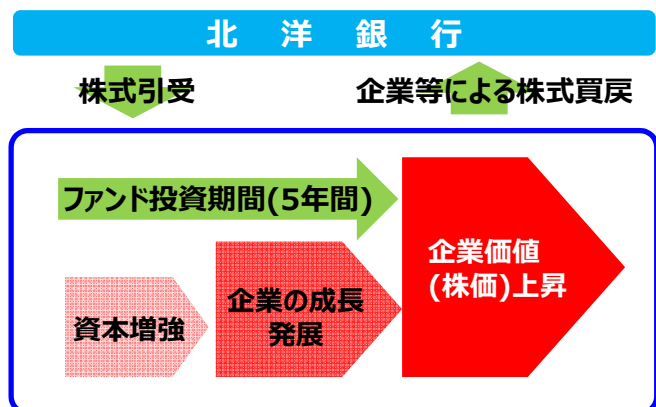 北洋銀行
株式引受
企業等による株式買戻
ファンド投資期間(5年間)
企業価値
(株価)上昇
企業の成長
発展
資本増強